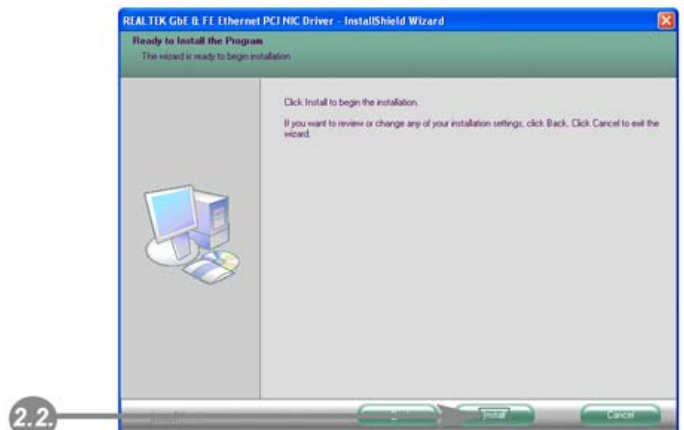 REALTEK GbE & FE Ethernet PCI NIC Driver - InstallShield Wizard
Ready to Install the Program
The wizard is ready to begin installation.
Click Install to begin the installation.
If you want to review or change any of your installation settings, click Back. Click Cancel to exit the
wizard.
2.2.
Install
Cancel